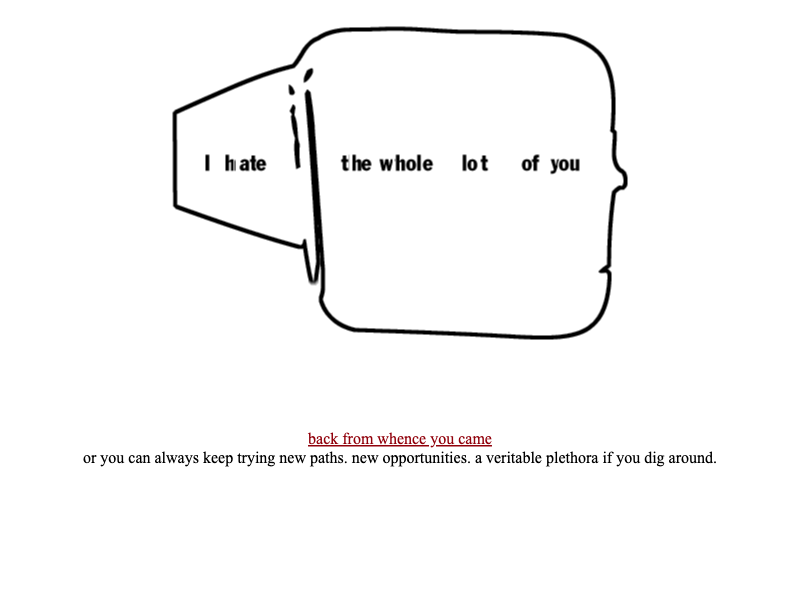 I hate the whole lot of you
back from whence you came
or you can always keep trying new paths. new opportunities. a veritable plethora if you dig around.